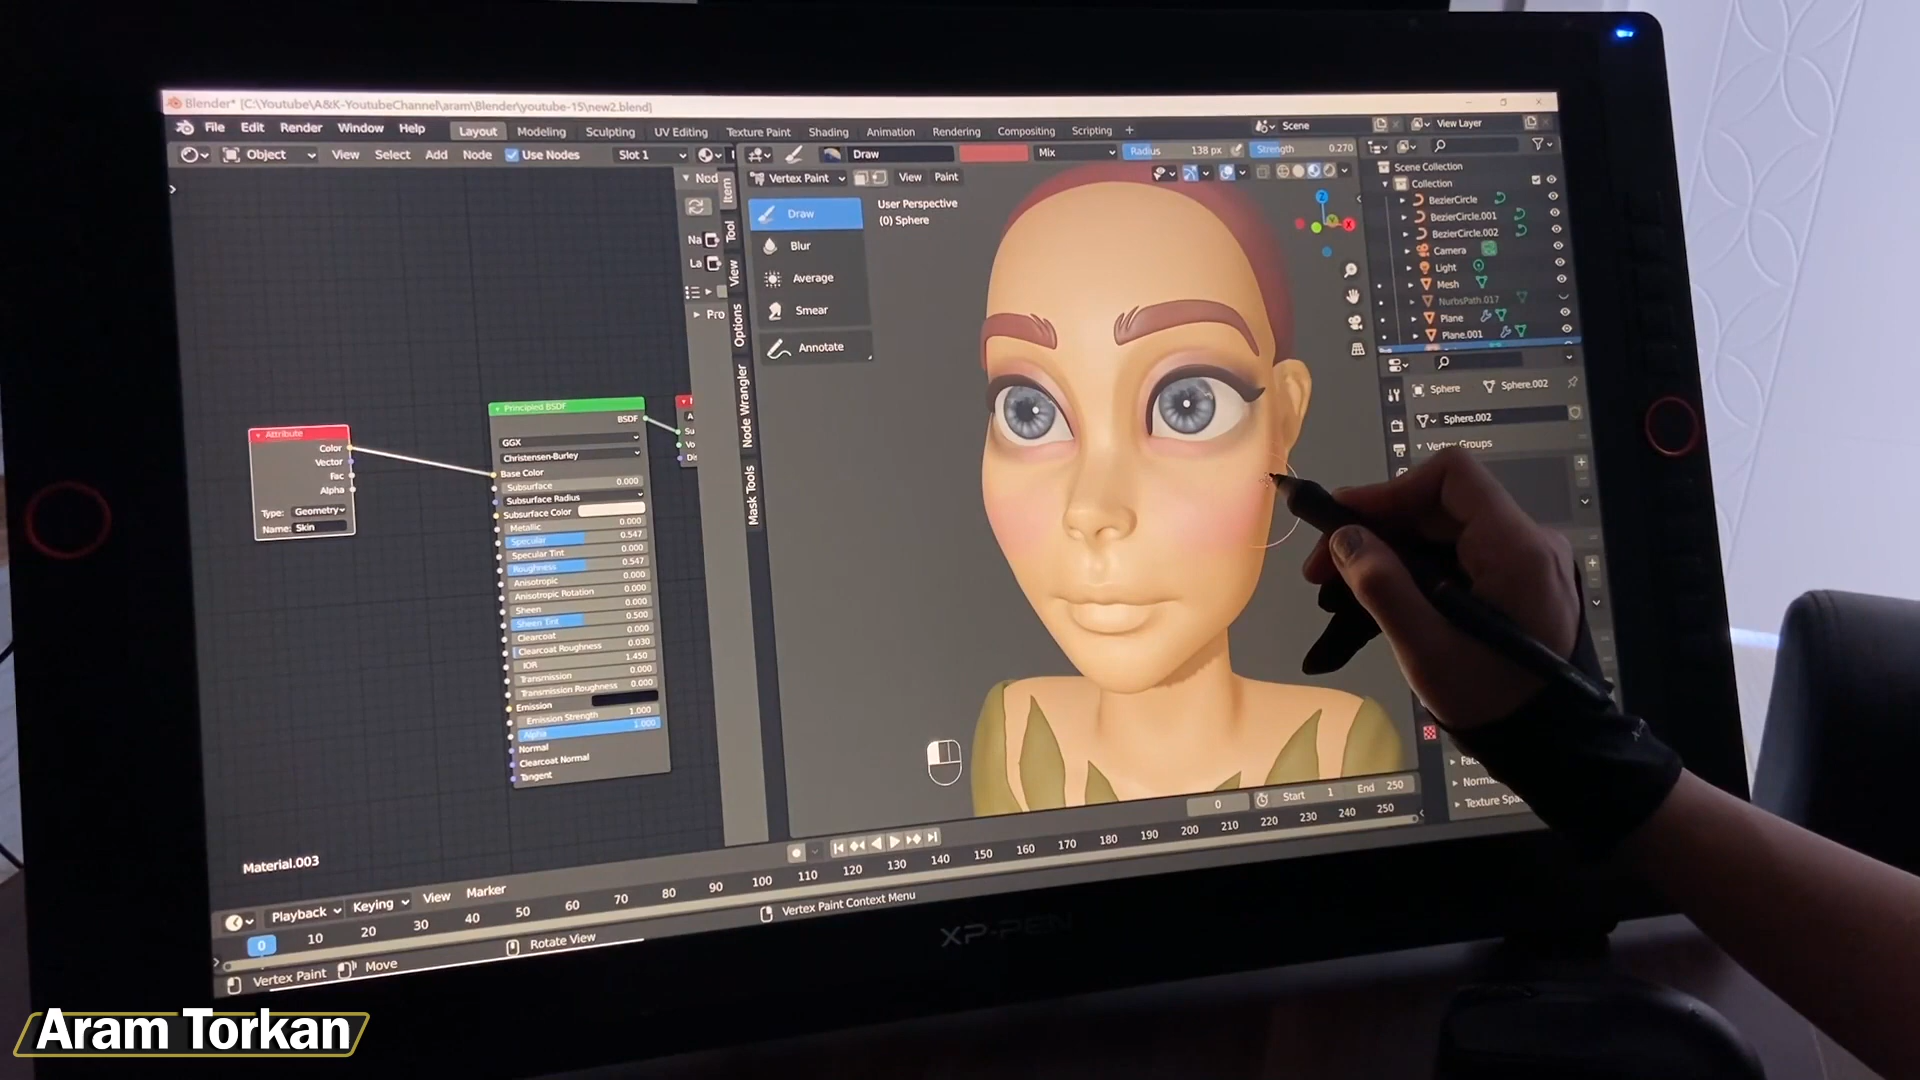 Blender* [C:\Youtube\A&K-YoutubeChannel\aram\Blender\youtube-15\new2.blend]
File Edit Render Window Help Layout Modeling Sculpting UV Editing Texture Paint Shading Animation Rendering Compositing Scripting + Scene View Layer
Object View Select Add Node Use Nodes Slot 1
Draw Mix Radius 138 px Strength 0.270
Vertex Paint View Paint
Draw
Blur
Average
Smear
Annotate
User Perspective
(0) Sphere
Nod
Na
La
Pro
Item
Tool
View
Options
Node Wrangler
Mask Tools
Attribute
Color
Vector
Fac
Alpha
Type: Geometry
Name: Skin
Principled BSDF
BSDF
GGX
Christensen-Burley
Base Color
Subsurface 0.000
Subsurface Radius
Subsurface Color
Metallic 0.000
Specular 0.547
Specular Tint 0.000
Roughness 0.547
Anisotropic 0.000
Anisotropic Rotation 0.000
Sheen 0.000
Sheen Tint 0.500
Clearcoat 0.000
Clearcoat Roughness 0.030
IOR 1.450
Transmission 0.000
Transmission Roughness 0.000
Emission
Emission Strength 1.000
Alpha 1.000
Normal
Clearcoat Normal
Tangent
A
Su
Vo
Dis
Z
Y
X
Scene Collection
Collection
BezierCircle
BezierCircle.001
BezierCircle.002
Camera
Light
Mesh
NurbsPath.017
Plane
Plane.001
Sphere Sphere.002
Sphere.002
Vertex Groups
Fac
Norma
Texture Spa
Material.003
0 Start 1 End 250
Playback Keying View Marker
0 10 20 30 40 50 60 70 80 90 100 110 120 130 140 150 160 170 180 190 200 210 220 230 240 250
Vertex Paint Move Rotate View Vertex Paint Context Menu
XP-PEN
Aram Torkan